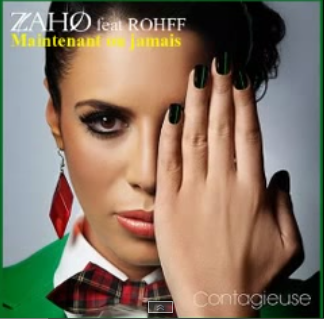 ZAHØ feat ROHFF
Maintenant ou jamais
Contagieuse